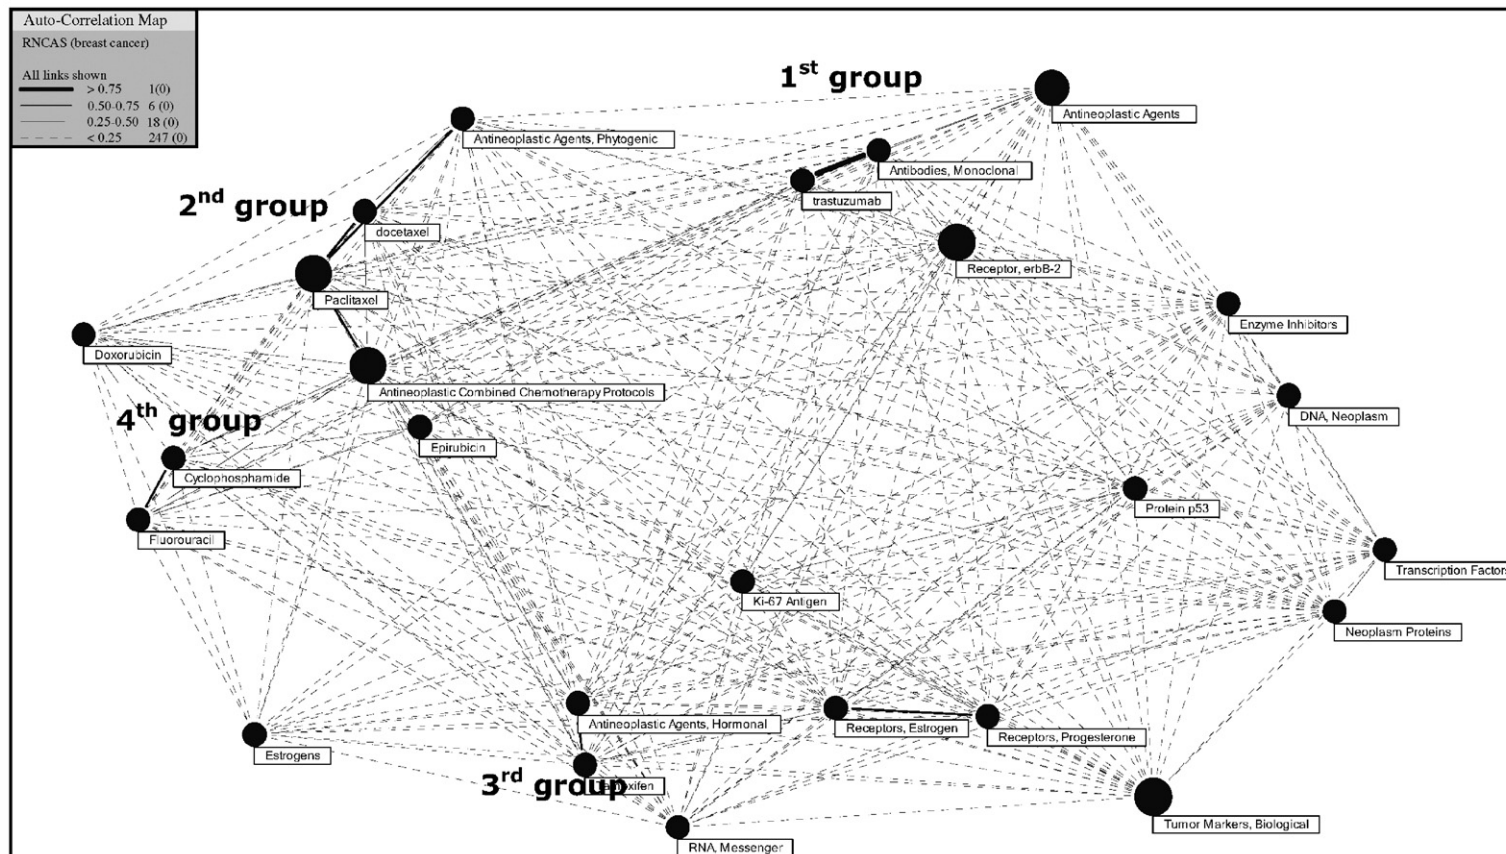 Auto-Correlation Map
RNCAS (breast cancer)
All links shown
> 0.75 1(0)
0.50-0.75 6 (0)
0.25-0.50 18 (0)
< 0.25 247 (0)
1st group
Antineoplastic Agents
Antineoplastic Agents, Phytogenic
Antibodies, Monoclonal
trastuzumab
2nd group
docetaxel
Receptor, erbB-2
Paclitaxel
Enzyme Inhibitors
Doxorubicin
Antineoplastic Combined Chemotherapy Protocols
DNA, Neoplasm
4th group
Epirubicin
Cyclophosphamide
Protein p53
Fluorouracil
Transcription Factors
Ki-67 Antigen
Neoplasm Proteins
Antineoplastic Agents, Hormonal
Receptors, Estrogen
Receptors, Progesterone
Estrogens
3rd group
Tamoxifen
Tumor Markers, Biological
RNA, Messenger